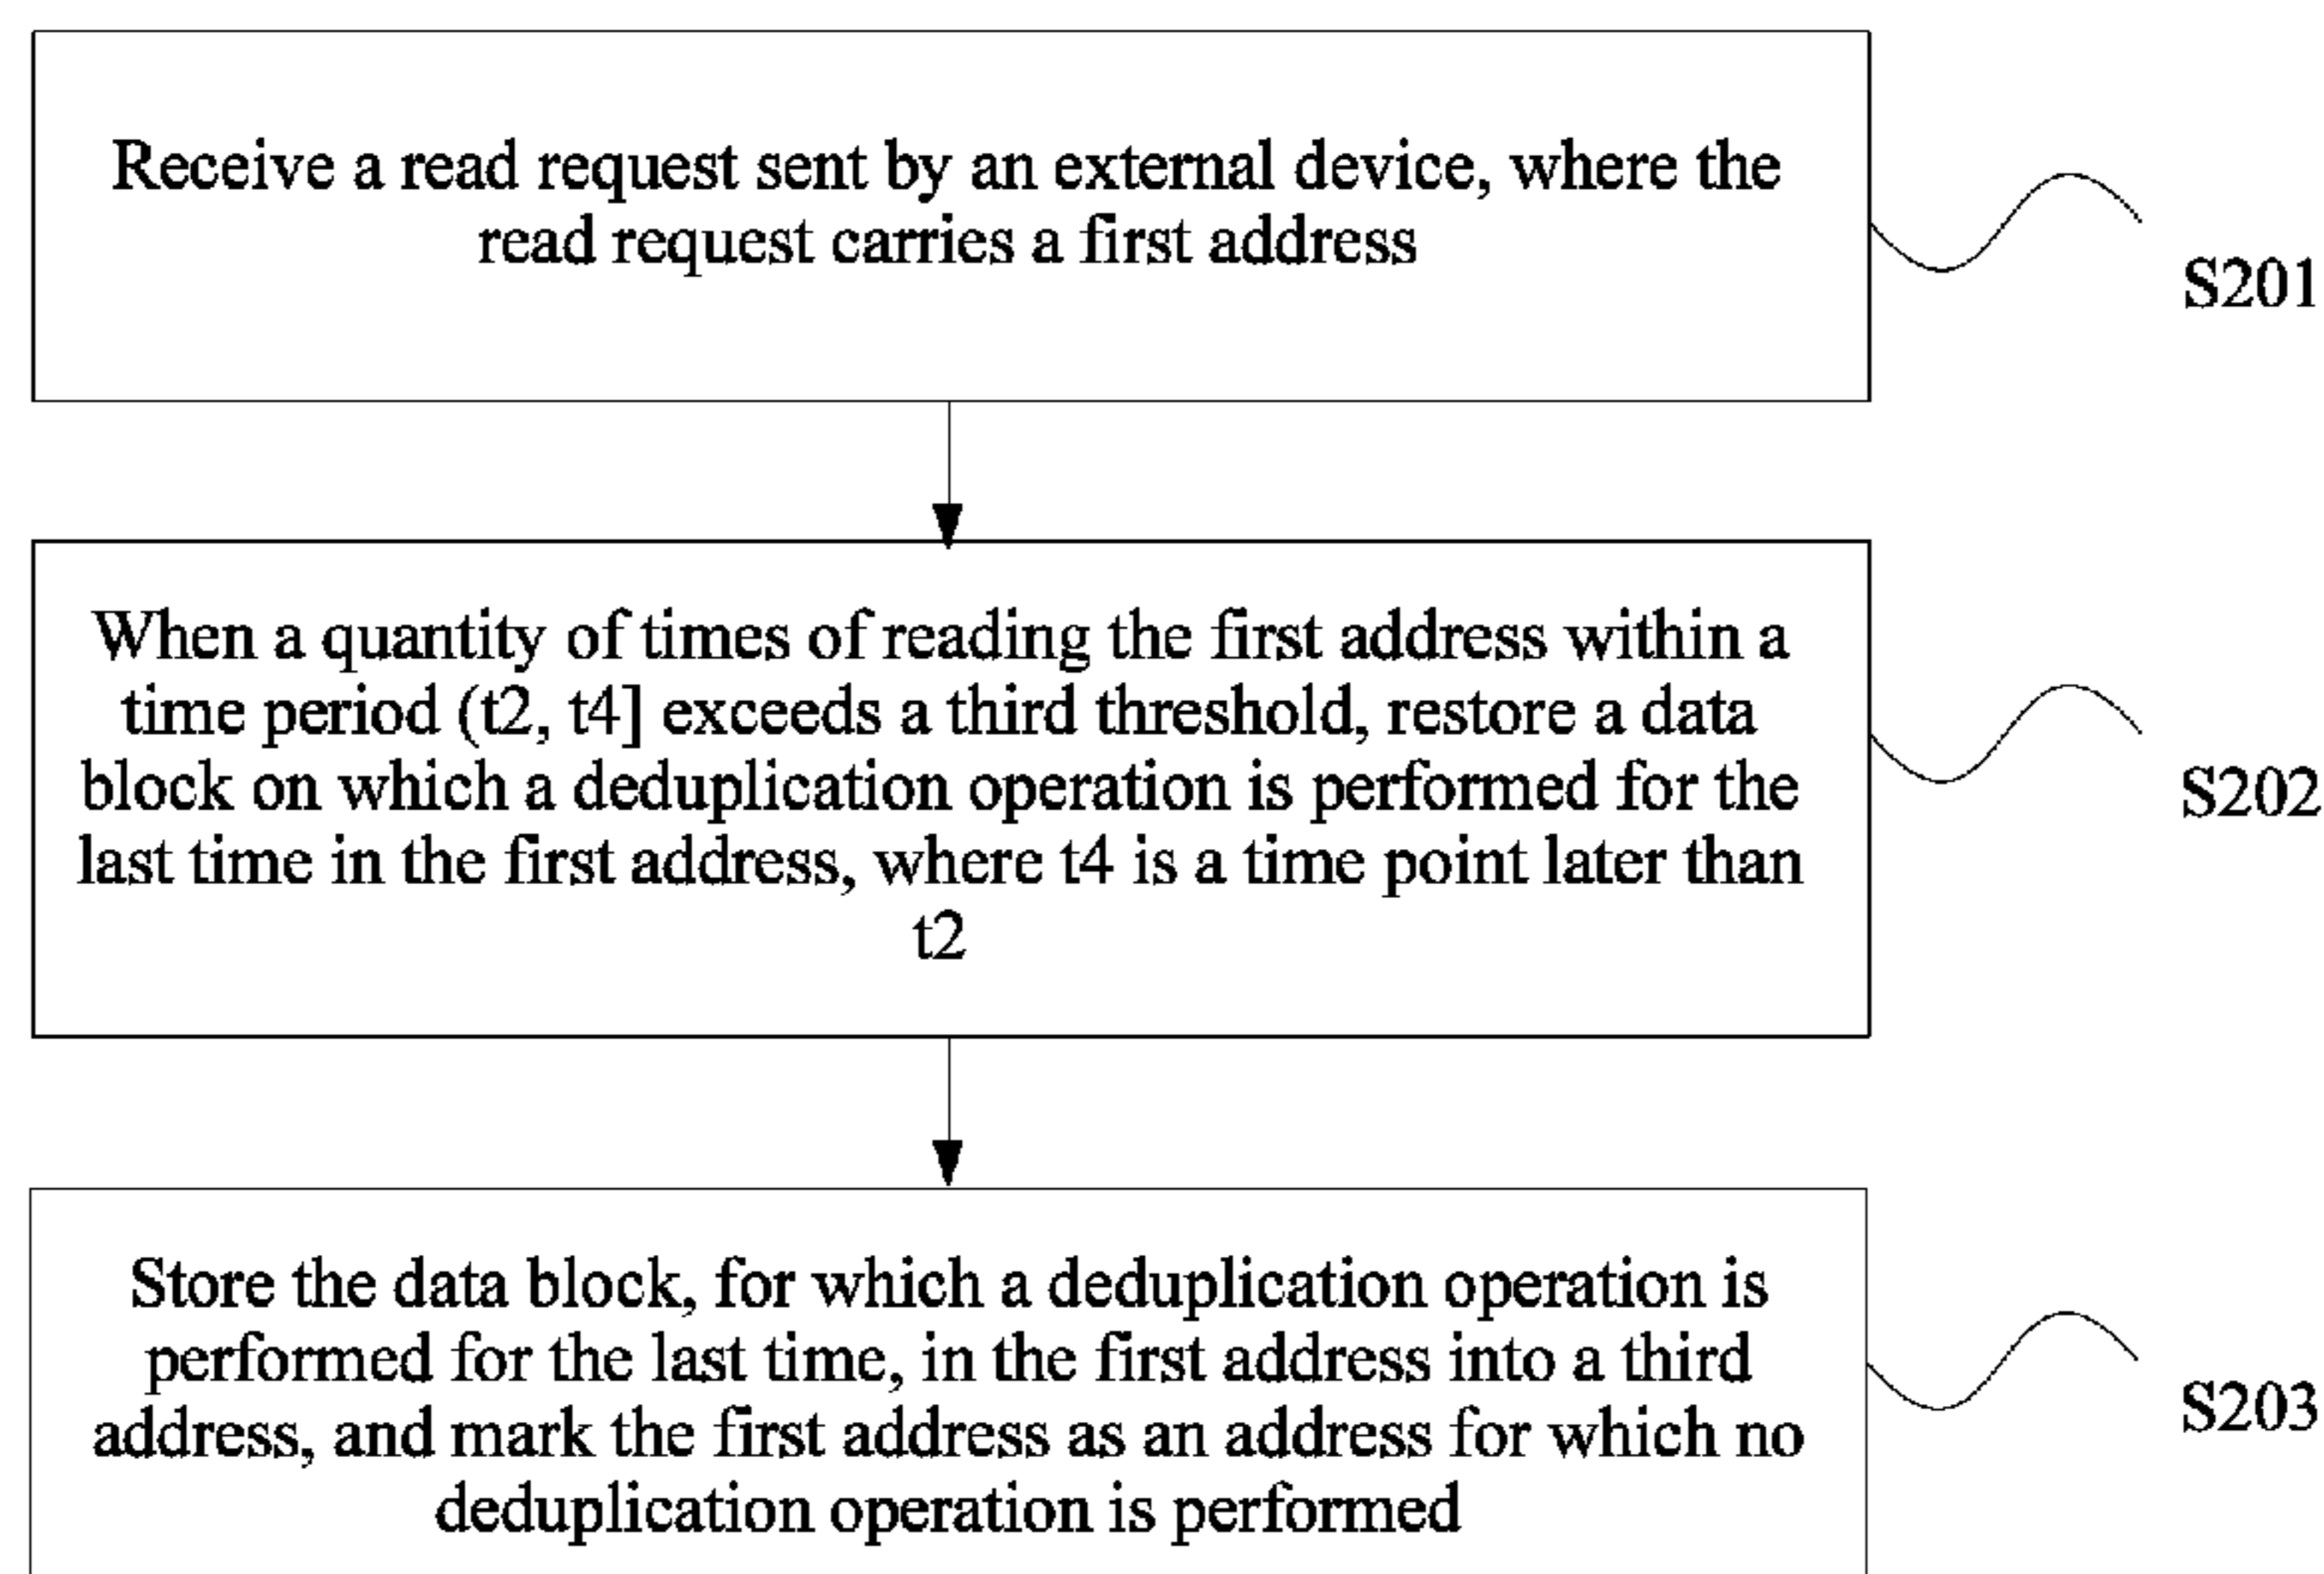 Receive a read request sent by an external device, where the
read request carries a first address
S201
When a quantity of times of reading the first address within a
time period (t2, t4] exceeds a third threshold, restore a data
block on which a deduplication operation is performed for the
last time in the first address, where t4 is a time point later than
t2
S202
Store the data block, for which a deduplication operation is
performed for the last time, in the first address into a third
address, and mark the first address as an address for which no
deduplication operation is performed
S203